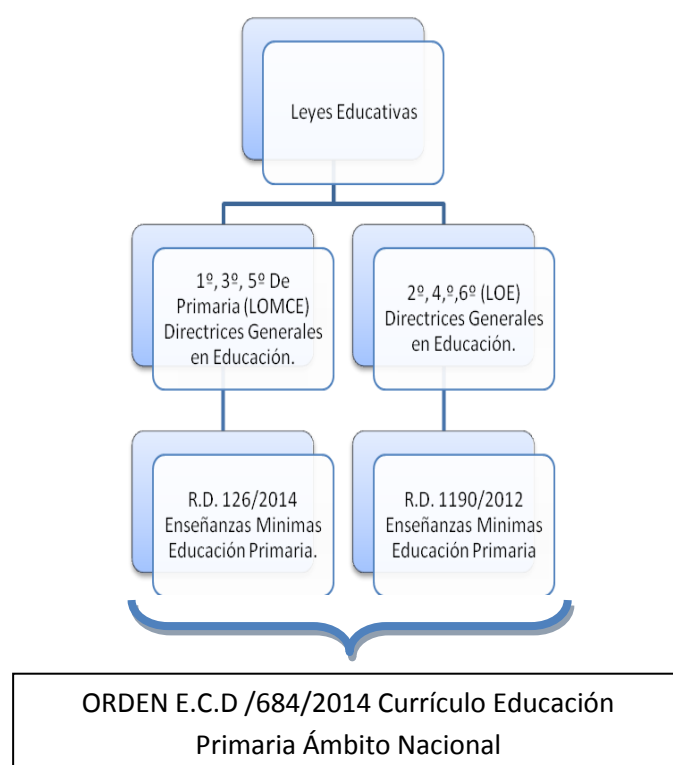 Leyes Educativas
1º, 3º, 5º De
Primaria (LOMCE)
Directrices Generales
en Educación.
2º, 4,º,6º (LOE)
Directrices Generales
en Educación.
R.D. 126/2014
Enseñanzas Minimas
Educación Primaria.
R.D. 1190/2012
Enseñanzas Minimas
Educación Primaria
ORDEN E.C.D /684/2014 Currículo Educación
Primaria Ámbito Nacional